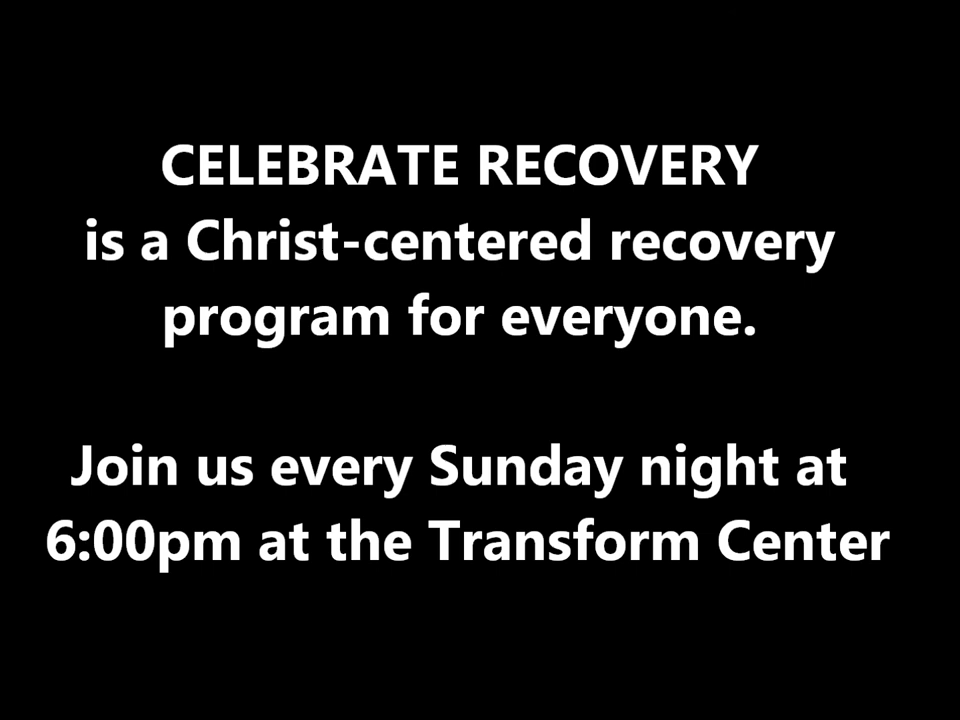 CELEBRATE RECOVERY
is a Christ-centered recovery
program for everyone.
Join us every Sunday night at
6:00pm at the Transform Center